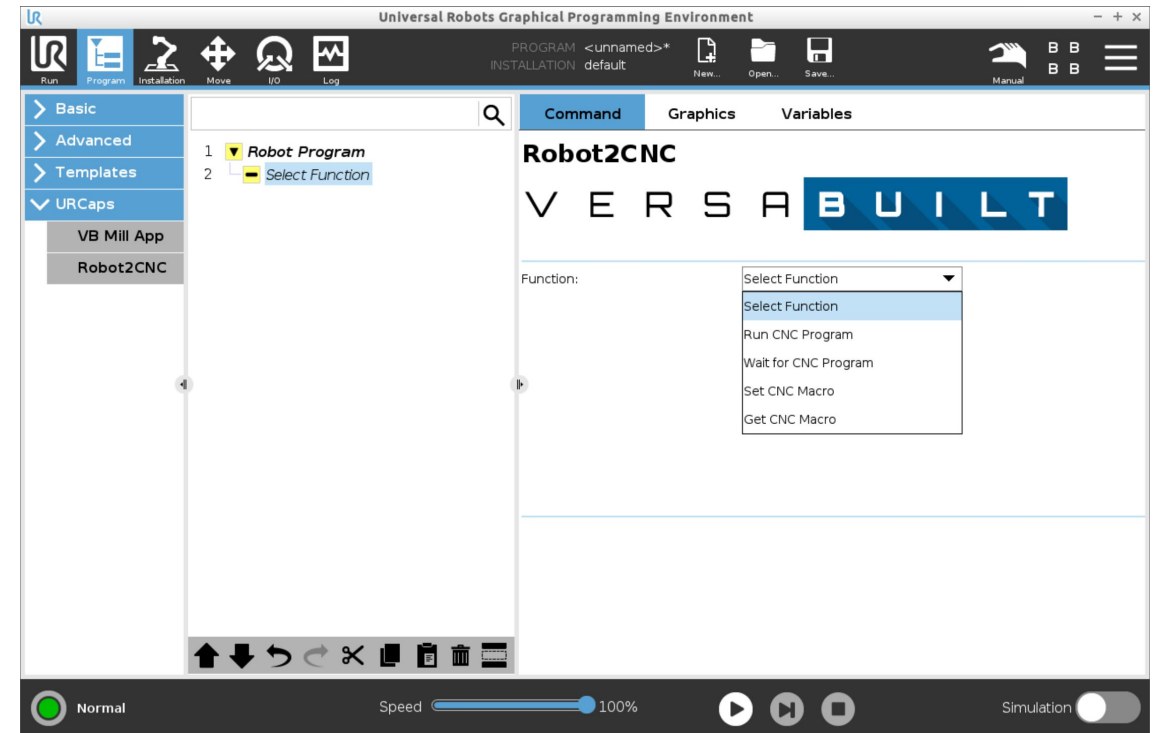 Universal Robots Graphical Programming Environment
PROGRAM <unnamed>*
INSTALLATION default
Run Program Installation Move I/O Log New... Open... Save... Manual
B B
B B
Basic
Advanced
Templates
URCaps
VB Mill App
Robot2CNC
1 Robot Program
2 Select Function
Command Graphics Variables
Robot2CNC
VERSABUILT
Function: Select Function
Select Function
Run CNC Program
Wait for CNC Program
Set CNC Macro
Get CNC Macro
Normal Speed 100% Simulation